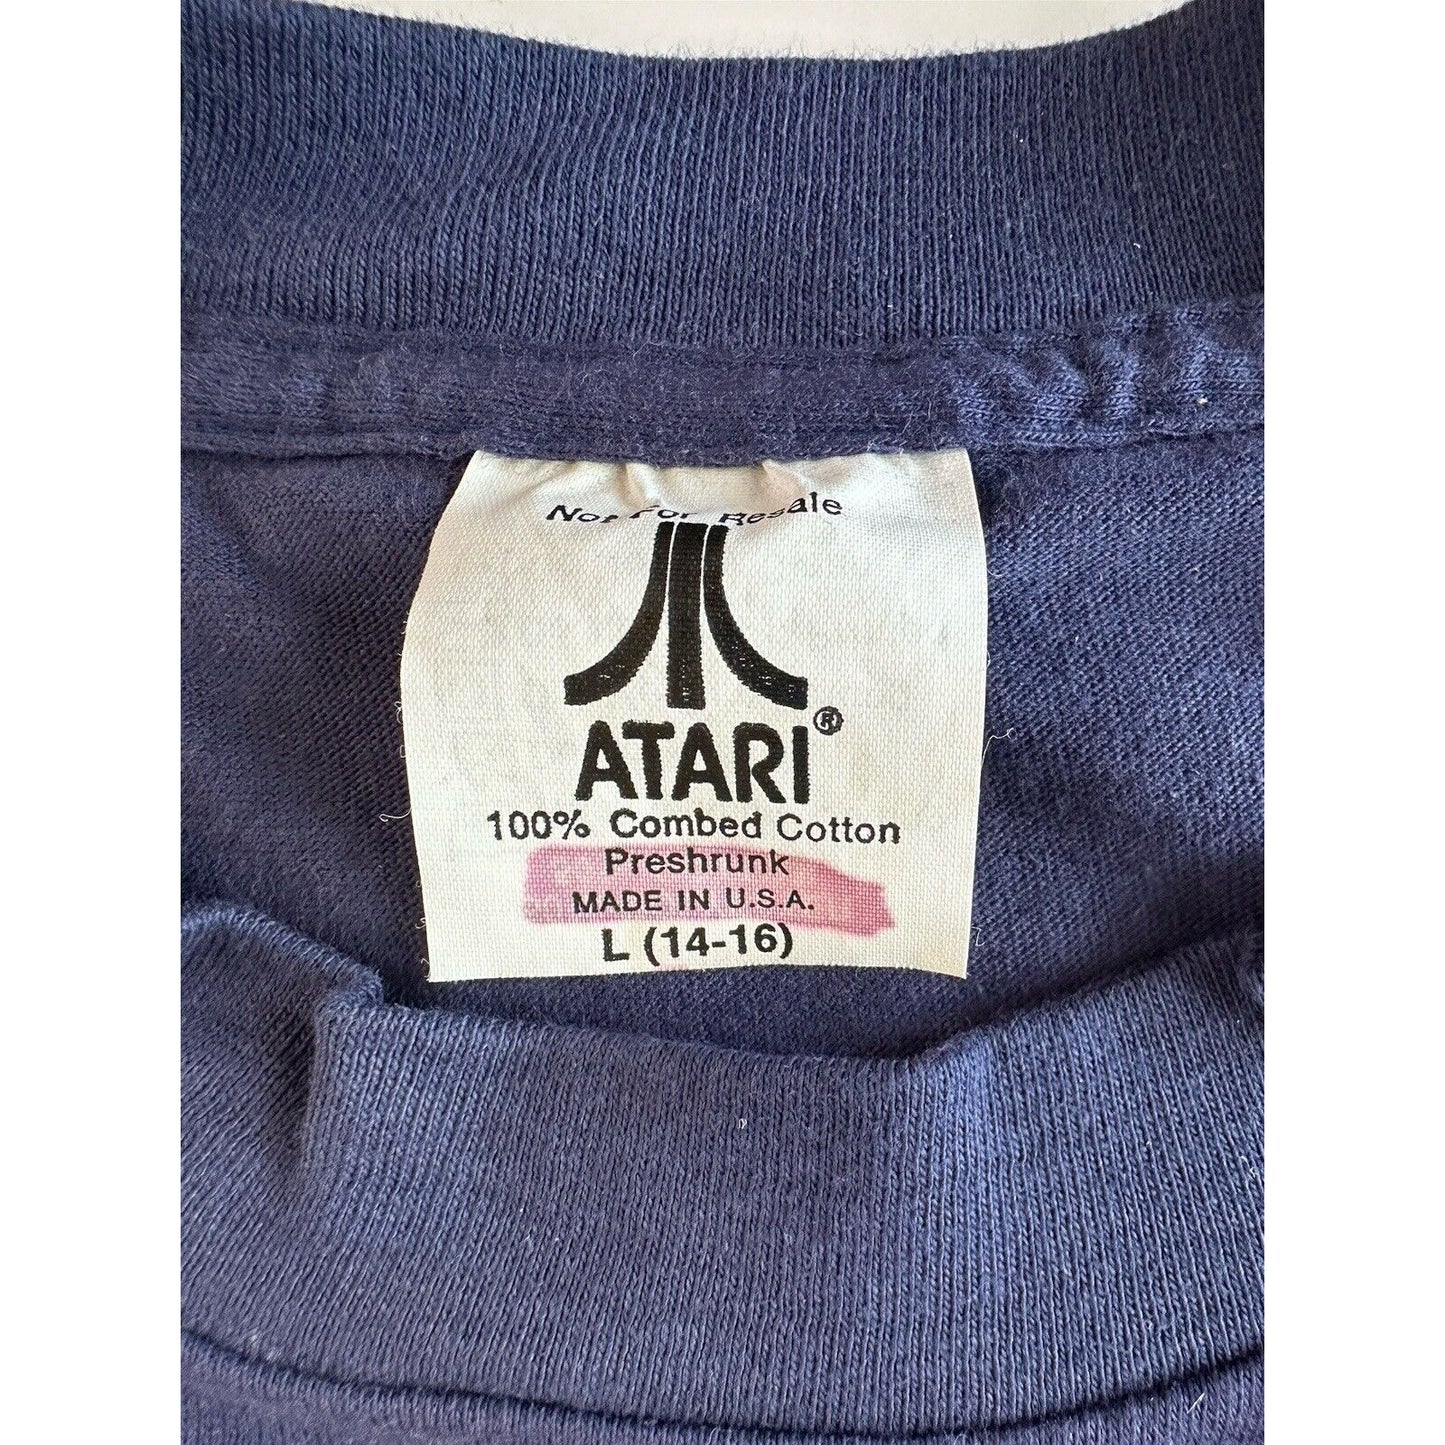 Not For Resale
ATARI®
100% Combed Cotton
Preshrunk
MADE IN U.S.A.
L (14-16)